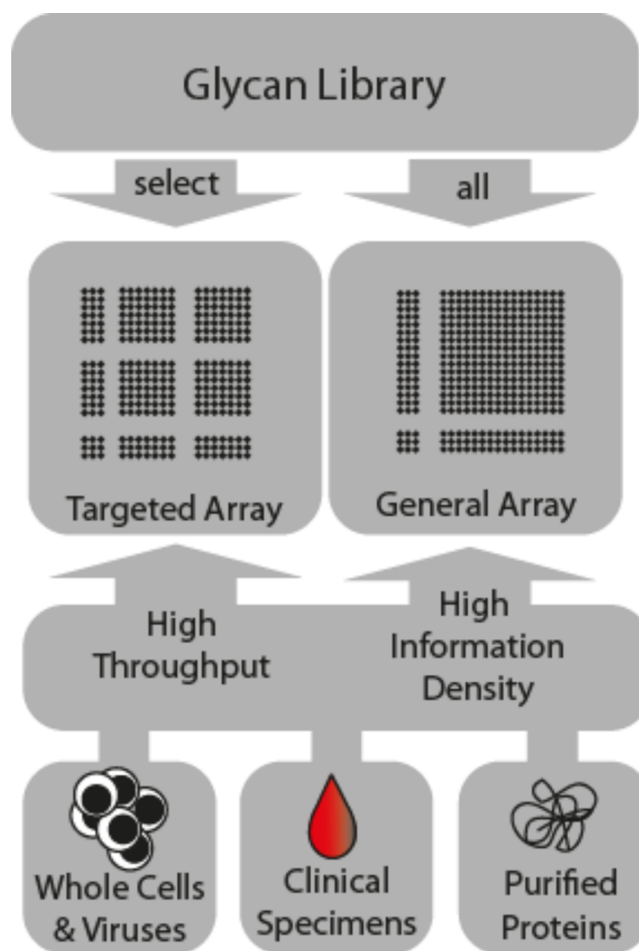 Glycan Library
select
all
Targeted Array
General Array
High
Throughput
High
Information
Density
Whole Cells
& Viruses
Clinical
Specimens
Purified
Proteins